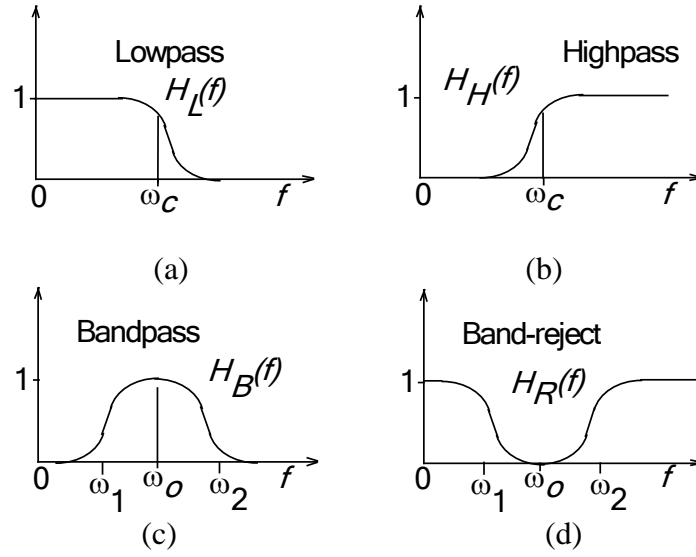 Lowpass
H_L(f)
1
0
ω_c
f
(a)
Highpass
H_H(f)
1
0
ω_c
f
(b)
Bandpass
H_B(f)
1
0
ω_1
ω_o
ω_2
f
(c)
Band-reject
H_R(f)
1
0
ω_1
ω_o
ω_2
f
(d)